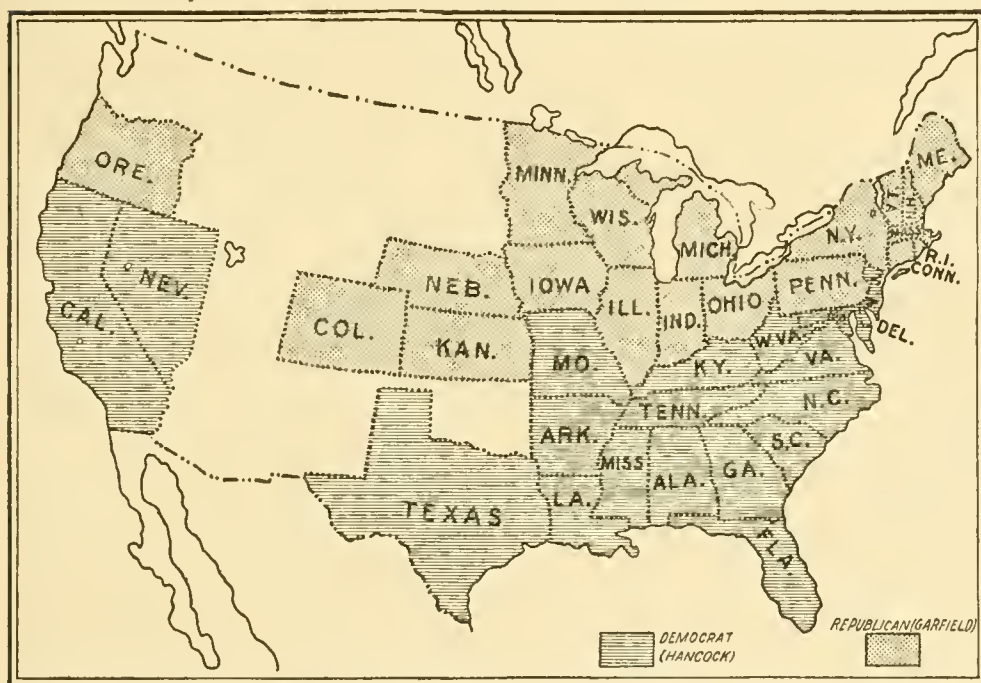 ORE.
MINN.
ME.
VT.
N.H.
WIS.
MICH.
N.Y.
R.I.
CONN.
NEV.
NEB.
IOWA
PENN.
CAL.
COL.
KAN.
ILL.
IND.
OHIO
N.J.
DEL.
W.VA.
VA.
MO.
KY.
N.C.
TENN.
ARK.
S.C.
MISS
ALA.
GA.
LA.
TEXAS
FLA.
DEMOCRAT
(HANCOCK)
REPUBLICAN (GARFIELD)